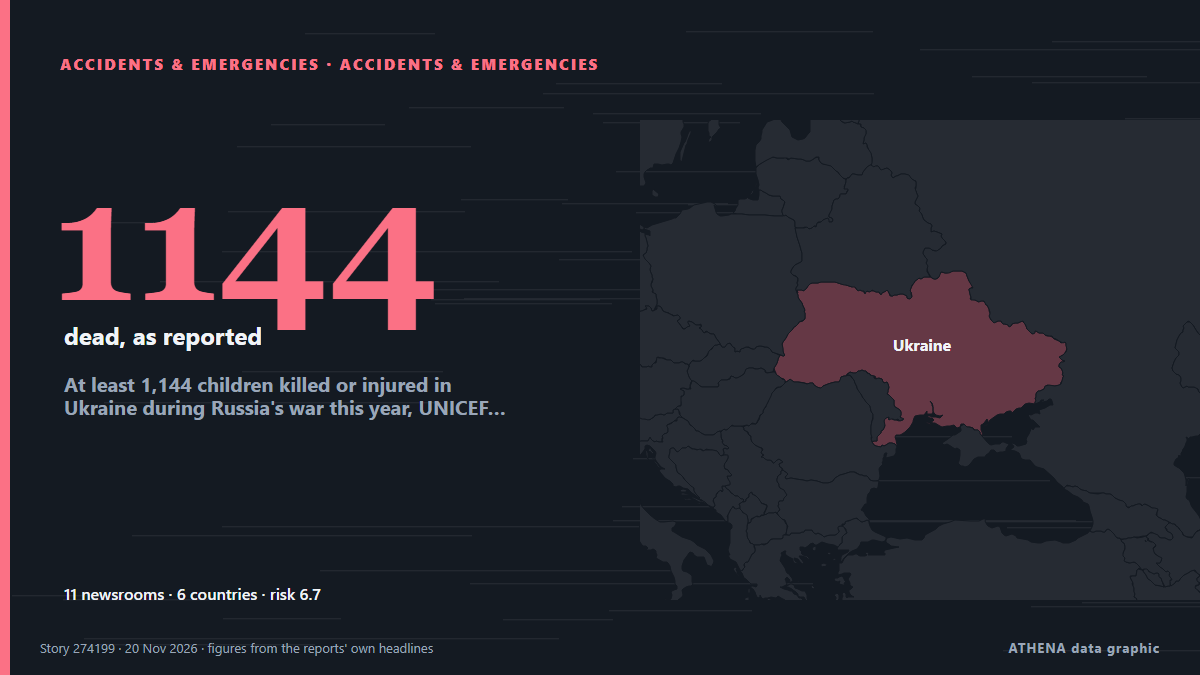 ACCIDENTS & EMERGENCIES · ACCIDENTS & EMERGENCIES
1144
dead, as reported
At least 1,144 children killed or injured in
Ukraine during Russia's war this year, UNICEF...
Ukraine
11 newsrooms · 6 countries · risk 6.7
Story 274199 · 20 Nov 2026 · figures from the reports' own headlines
ATHENA data graphic